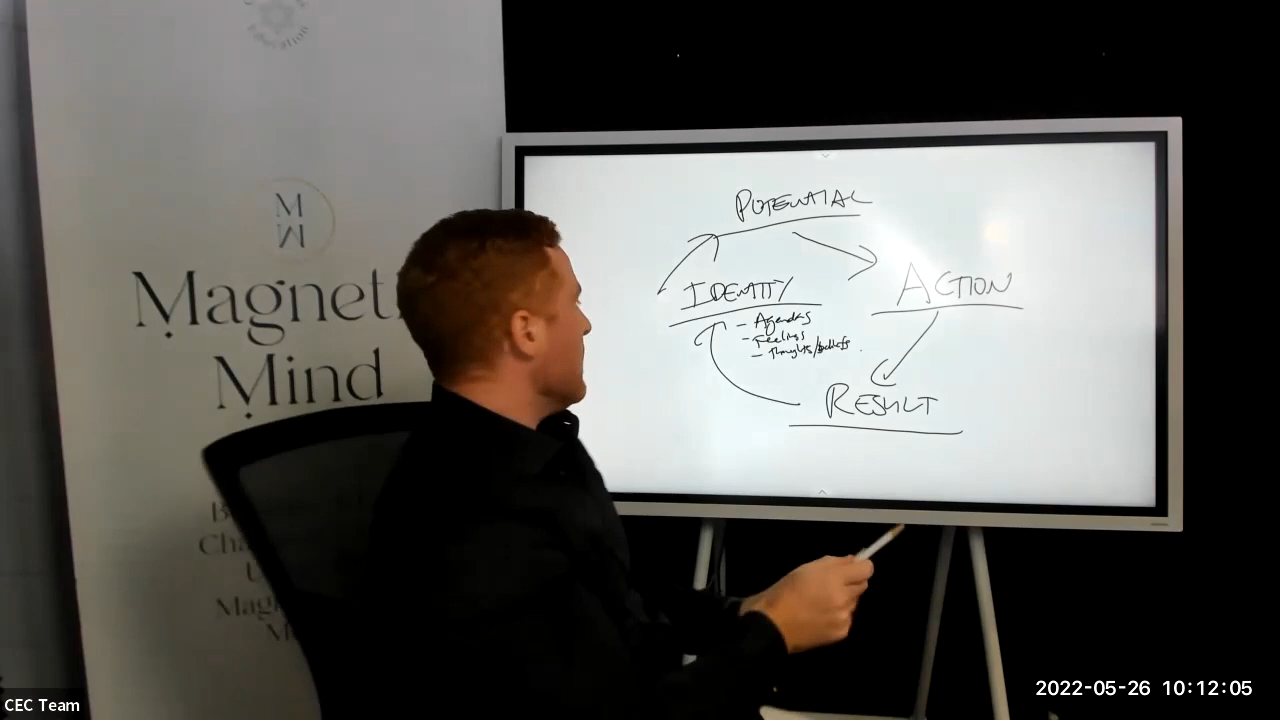 M
M
Magnet
Mind
POTENTIAL
IDENTITY
- Agendas
- Feelings
- Thoughts/beliefs.
ACTION
RESULT
CEC Team
2022-05-26 10:12:05